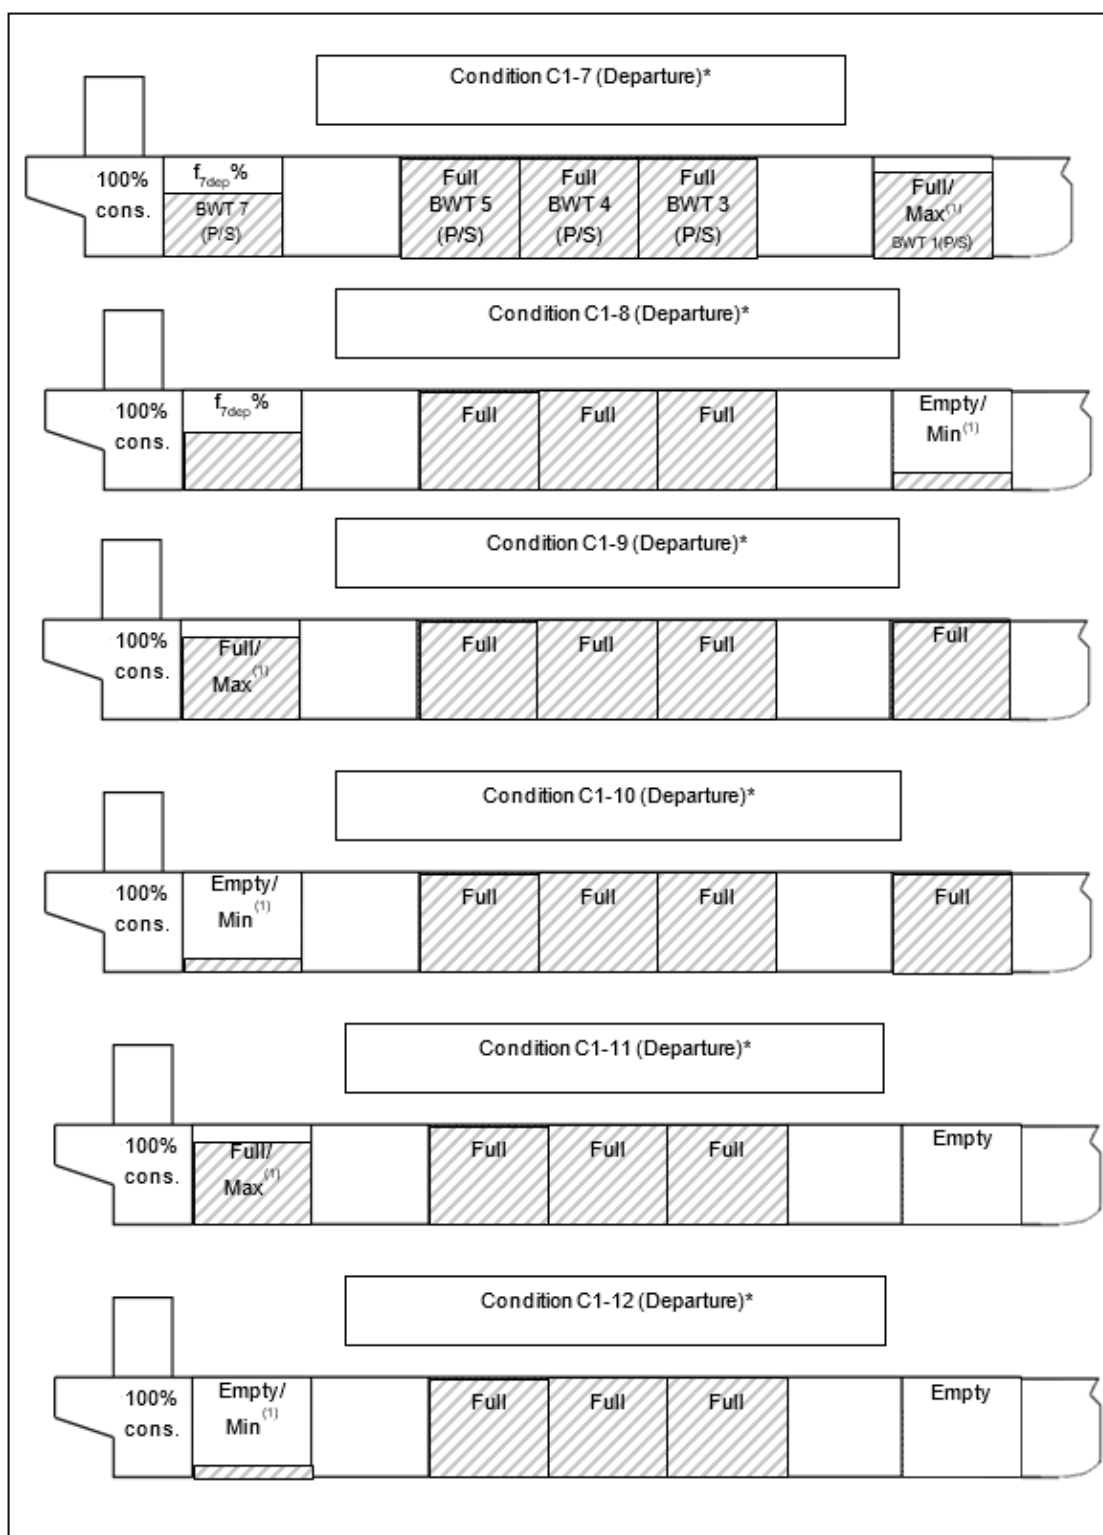 Condition C1-7 (Departure)*
100%
cons.
f7dep%
BWT 7
(P/S)
Full
BWT 5
(P/S)
Full
BWT 4
(P/S)
Full
BWT 3
(P/S)
Full/
Max(1)
BWT 1(P/S)
Condition C1-8 (Departure)*
100%
cons.
f7dep%
Full
Full
Full
Empty/
Min(1)
Condition C1-9 (Departure)*
100%
cons.
Full/
Max(1)
Full
Full
Full
Full
Condition C1-10 (Departure)*
100%
cons.
Empty/
Min(1)
Full
Full
Full
Full
Condition C1-11 (Departure)*
100%
cons.
Full/
Max(1)
Full
Full
Full
Empty
Condition C1-12 (Departure)*
100%
cons.
Empty/
Min(1)
Full
Full
Full
Empty